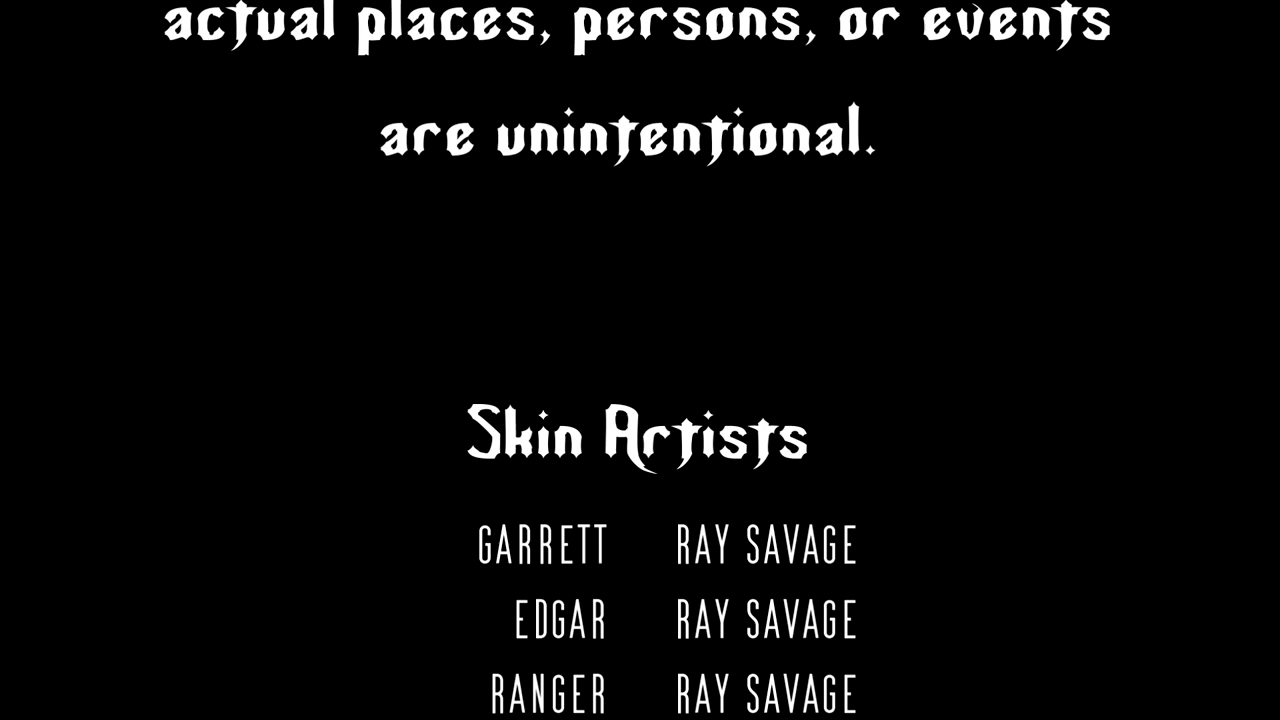 actual places, persons, or events
are unintentional.
Skin Artists
GARRETT RAY SAVAGE
EDGAR RAY SAVAGE
RANGER RAY SAVAGE